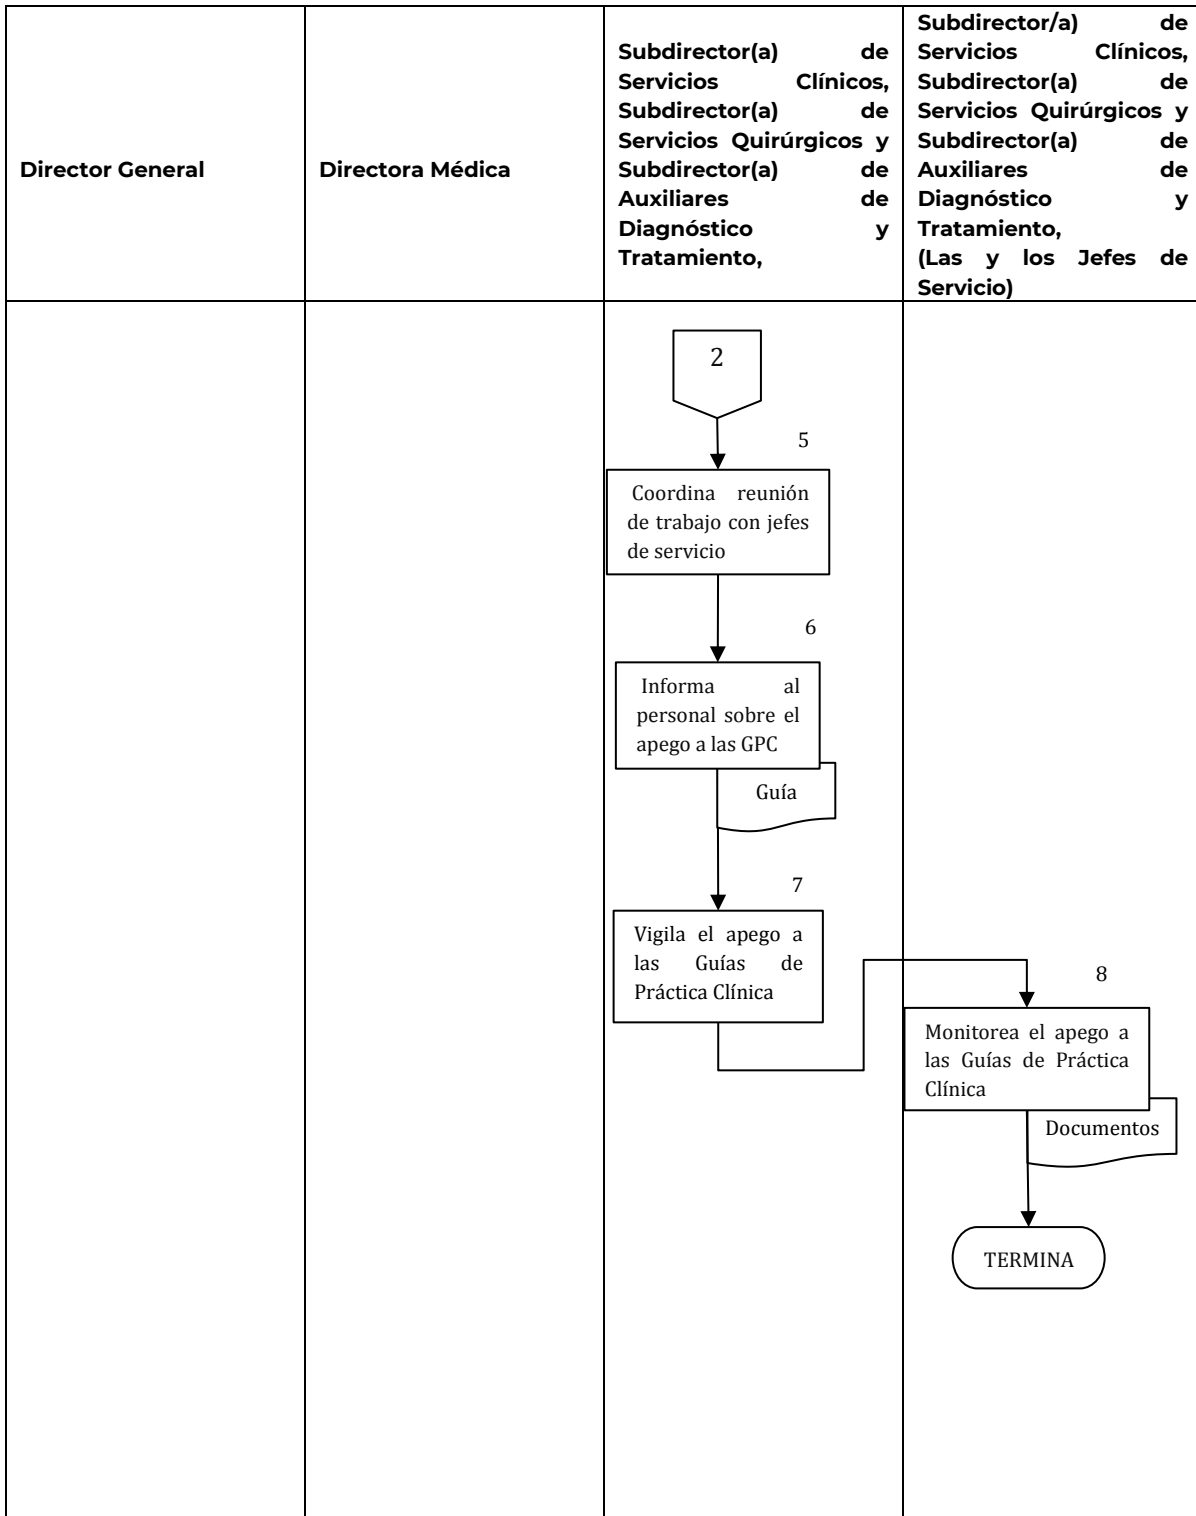 Director General
Directora Médica
Subdirector(a) de
Servicios Clínicos,
Subdirector(a) de
Servicios Quirúrgicos y
Subdirector(a) de
Auxiliares de
Diagnóstico y
Tratamiento,
Subdirector/a) de
Servicios Clínicos,
Subdirector(a) de
Servicios Quirúrgicos y
Subdirector(a) de
Auxiliares de
Diagnóstico y
Tratamiento,
(Las y los Jefes de
Servicio)
2
5
Coordina reunión
de trabajo con jefes
de servicio
6
Informa al
personal sobre el
apego a las GPC
Guía
7
Vigila el apego a
las Guías de
Práctica Clínica
8
Monitorea el apego a
las Guías de Práctica
Clínica
Documentos
TERMINA